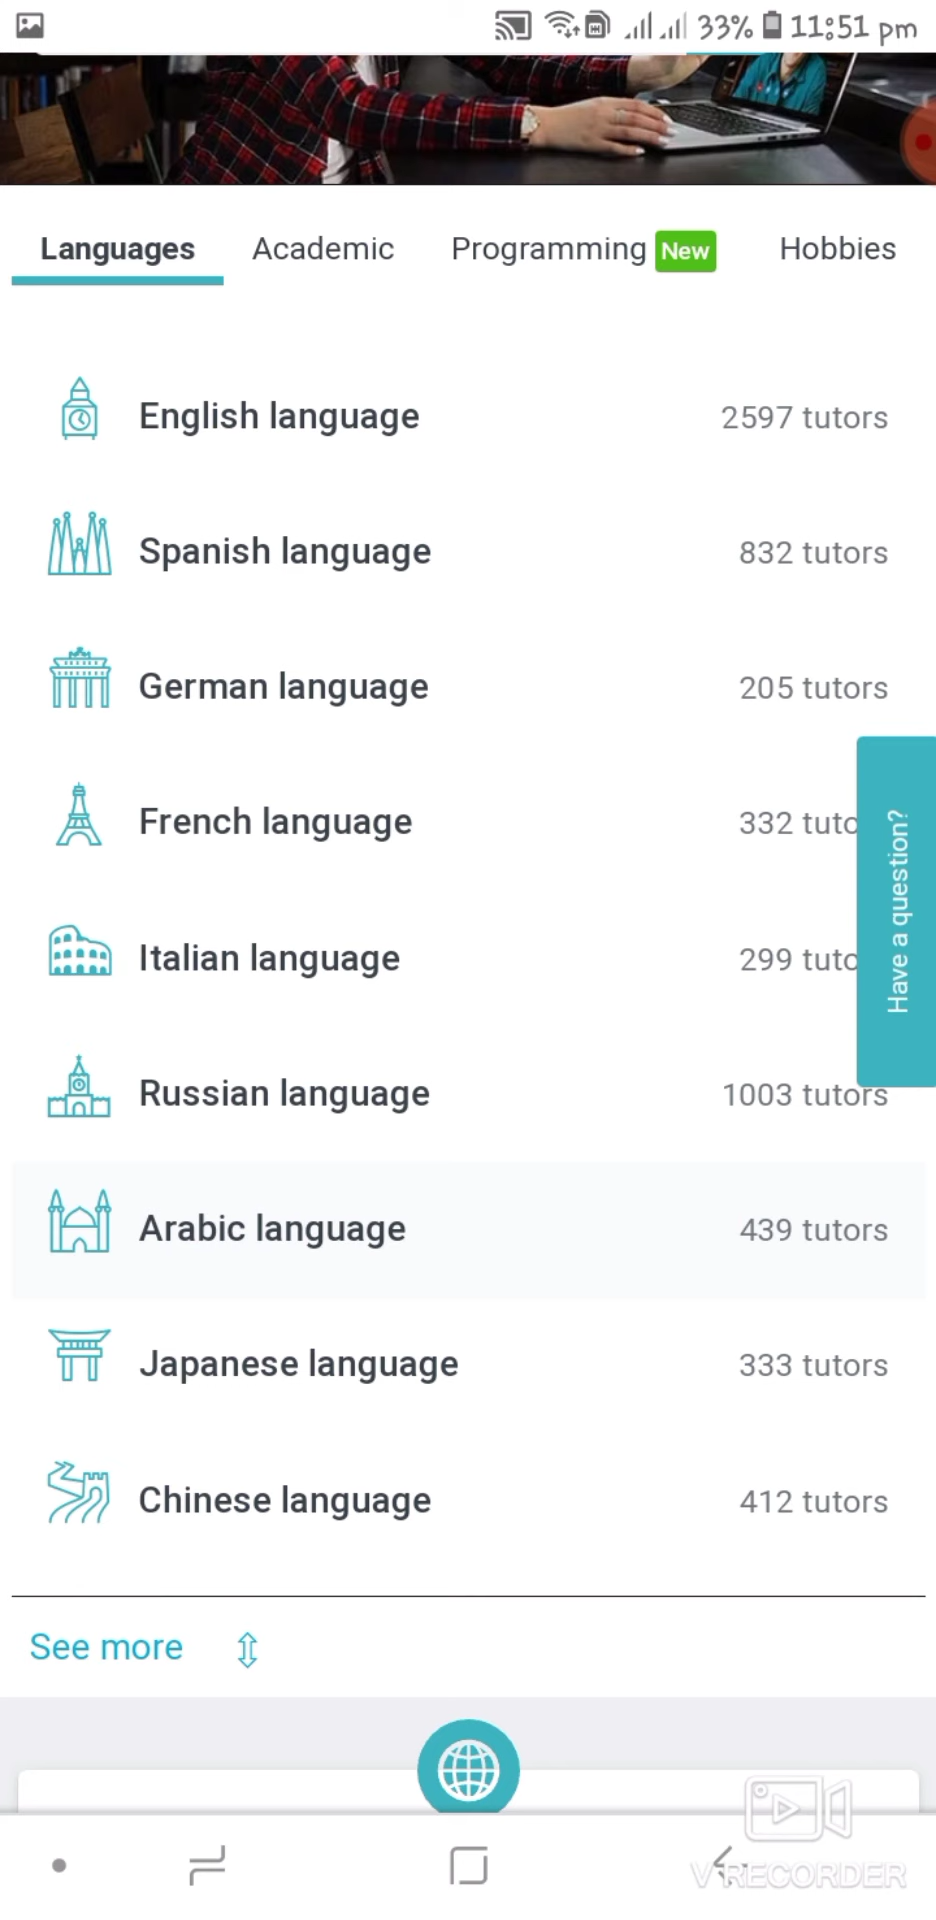 33% 11:51 pm
Languages Academic Programming New Hobbies
English language 2597 tutors
Spanish language 832 tutors
German language 205 tutors
French language 332 tuto
Italian language 299 tuto
Have a question?
Russian language 1003 tutors
Arabic language 439 tutors
Japanese language 333 tutors
Chinese language 412 tutors
See more
V RECORDER